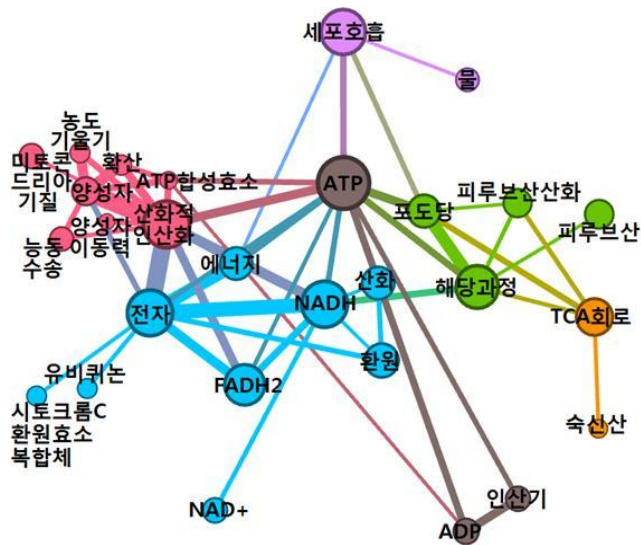 세포호흡
물
농도
기울기
확산
미토콘
드리아
기질
양성자
ATP합성효소
ATP
산화적
인산화
양성자
이동력
능동
수송
포도당
피루브산산화
피루브산
에너지
산화
해당과정
전자
NADH
TCA회로
환원
유비퀴논
FADH2
시토크롬C
환원효소
복합체
숙신산
NAD+
인산기
ADP